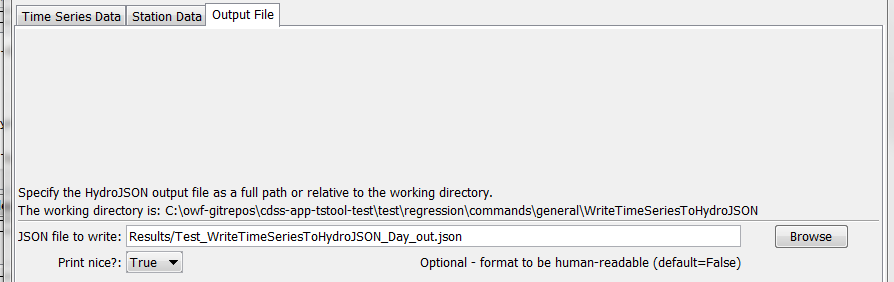 Time Series Data Station Data Output File
Specify the HydroJSON output file as a full path or relative to the working directory.
The working directory is: C:\owf-gitrepos\cdss-app-tstool-test\test\regression\commands\general\WriteTimeSeriesToHydroJSON
JSON file to write: Results/Test_WriteTimeSeriesToHydroJSON_Day_out.json Browse
Print nice?: True Optional - format to be human-readable (default=False)